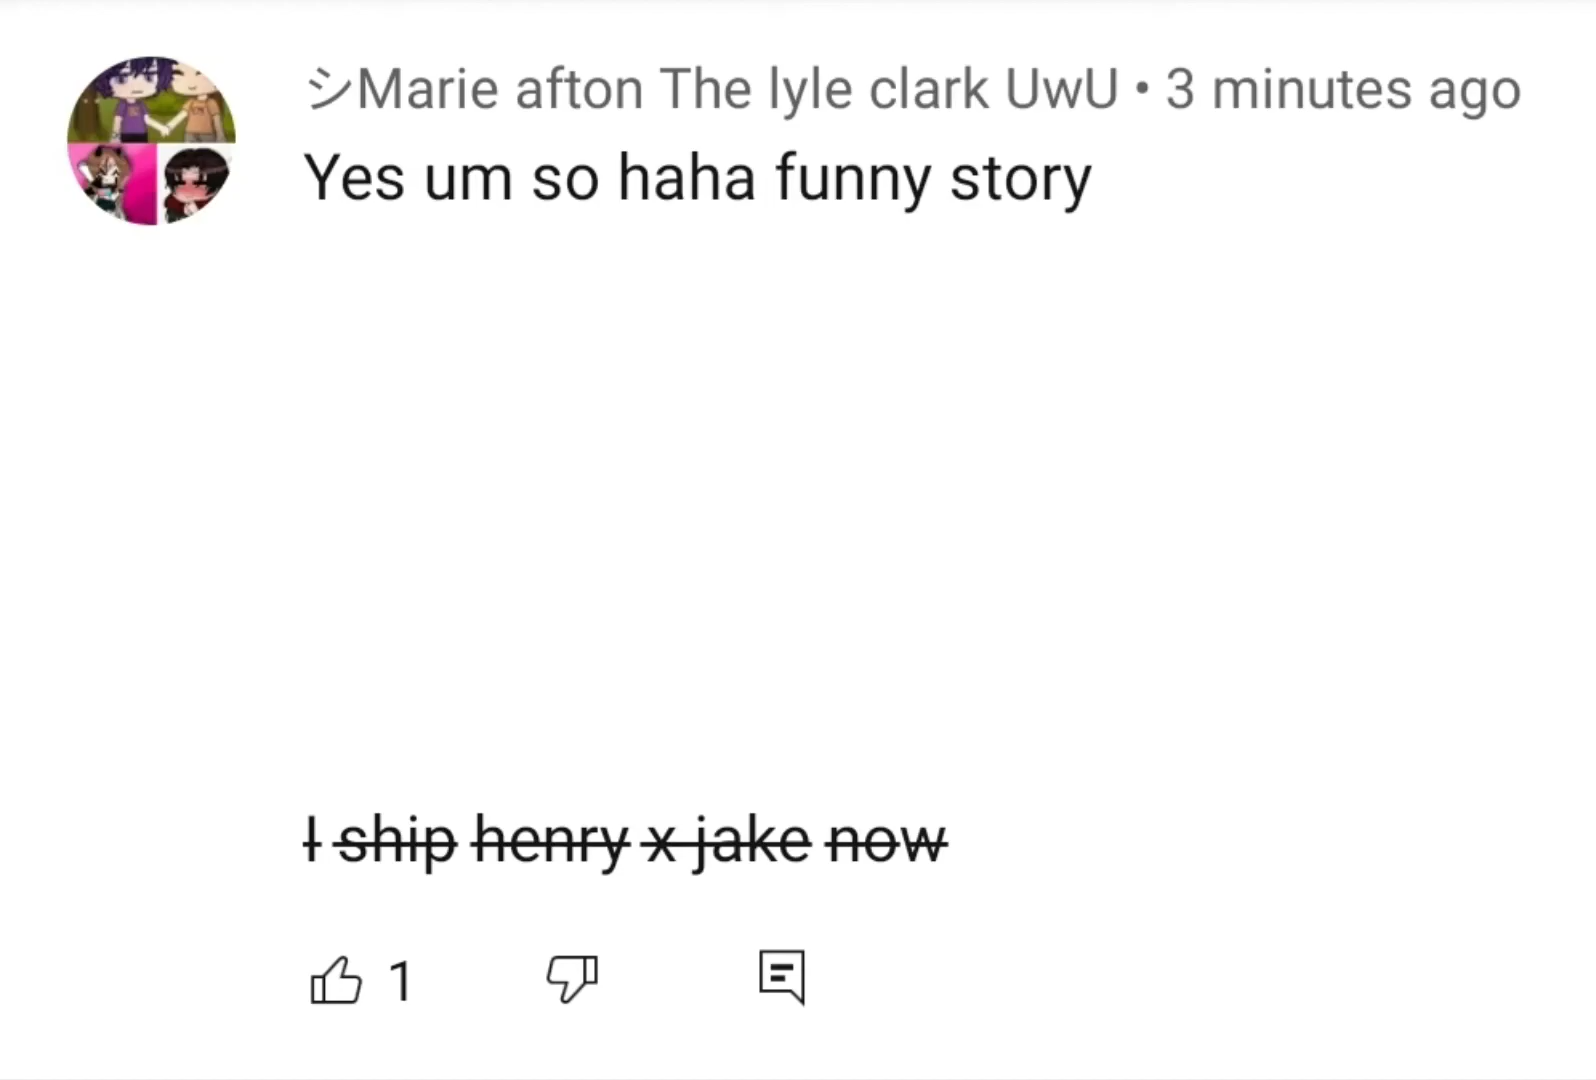 シMarie afton The lyle clark UwU • 3 minutes ago
Yes um so haha funny story
I ship henry x jake now
1